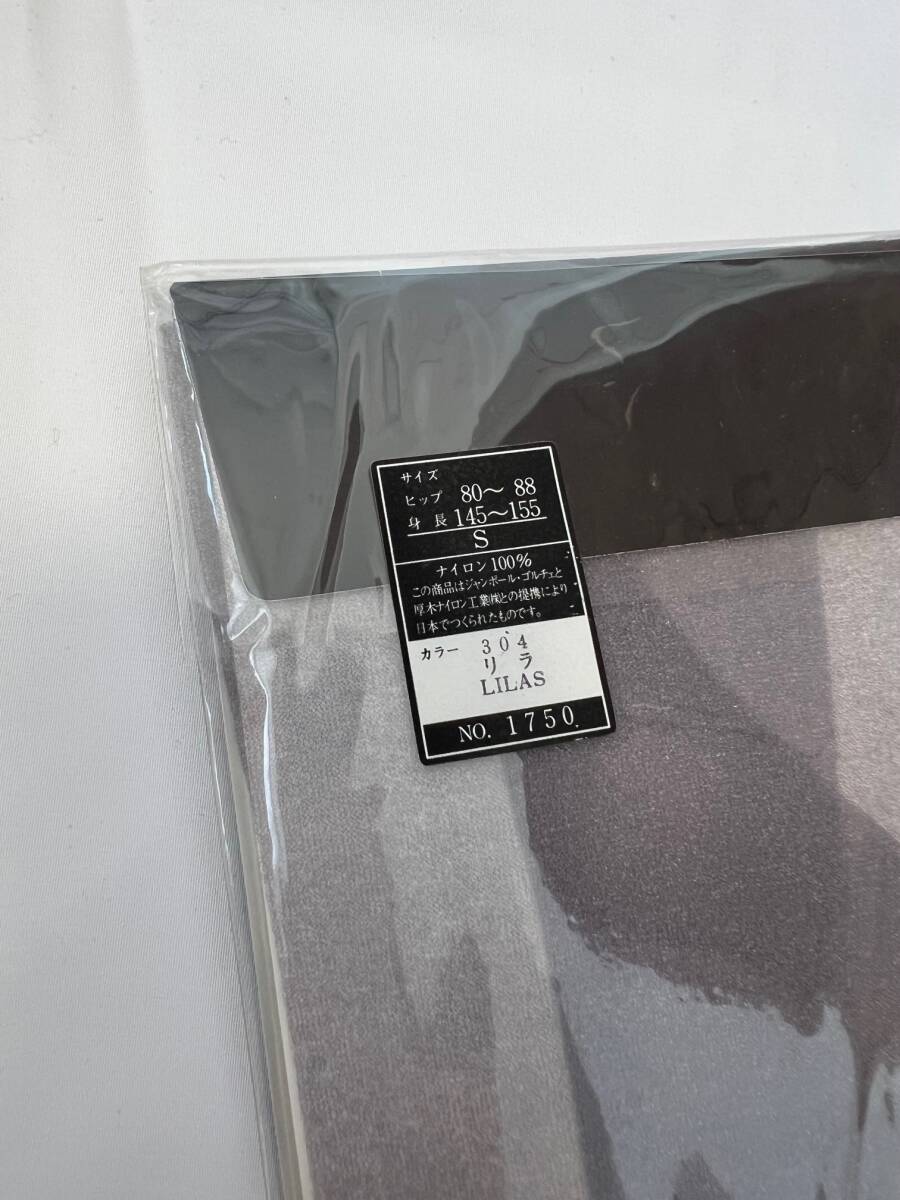 サイズ
ヒップ 80〜 88
身 長 145〜155
S
ナイロン 100%
この商品はジャンポール・ゴルチェと
厚木ナイロン工業㈱との提携により
日本でつくられたものです。
カラー 304
リラ
LILAS
NO. 1750